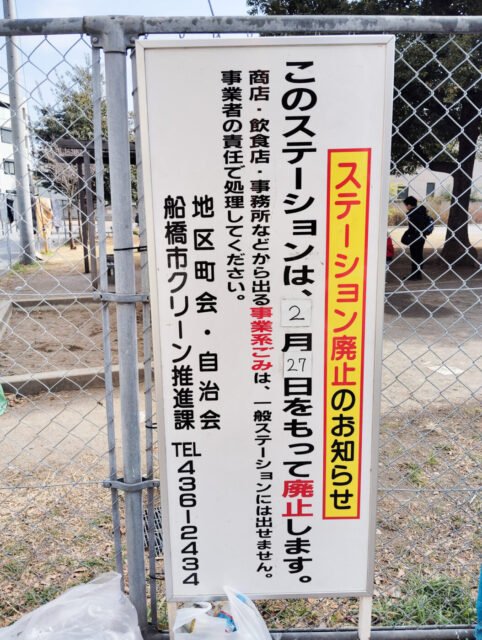 ステーション廃止のお知らせ
このステーションは、2月27日をもって廃止します。
商店・飲食店・事務所などから出る事業系ごみは、一般ステーションには出せません。
事業者の責任で処理してください。
地区町会・自治会
船橋市クリーン推進課 TEL 436-2434